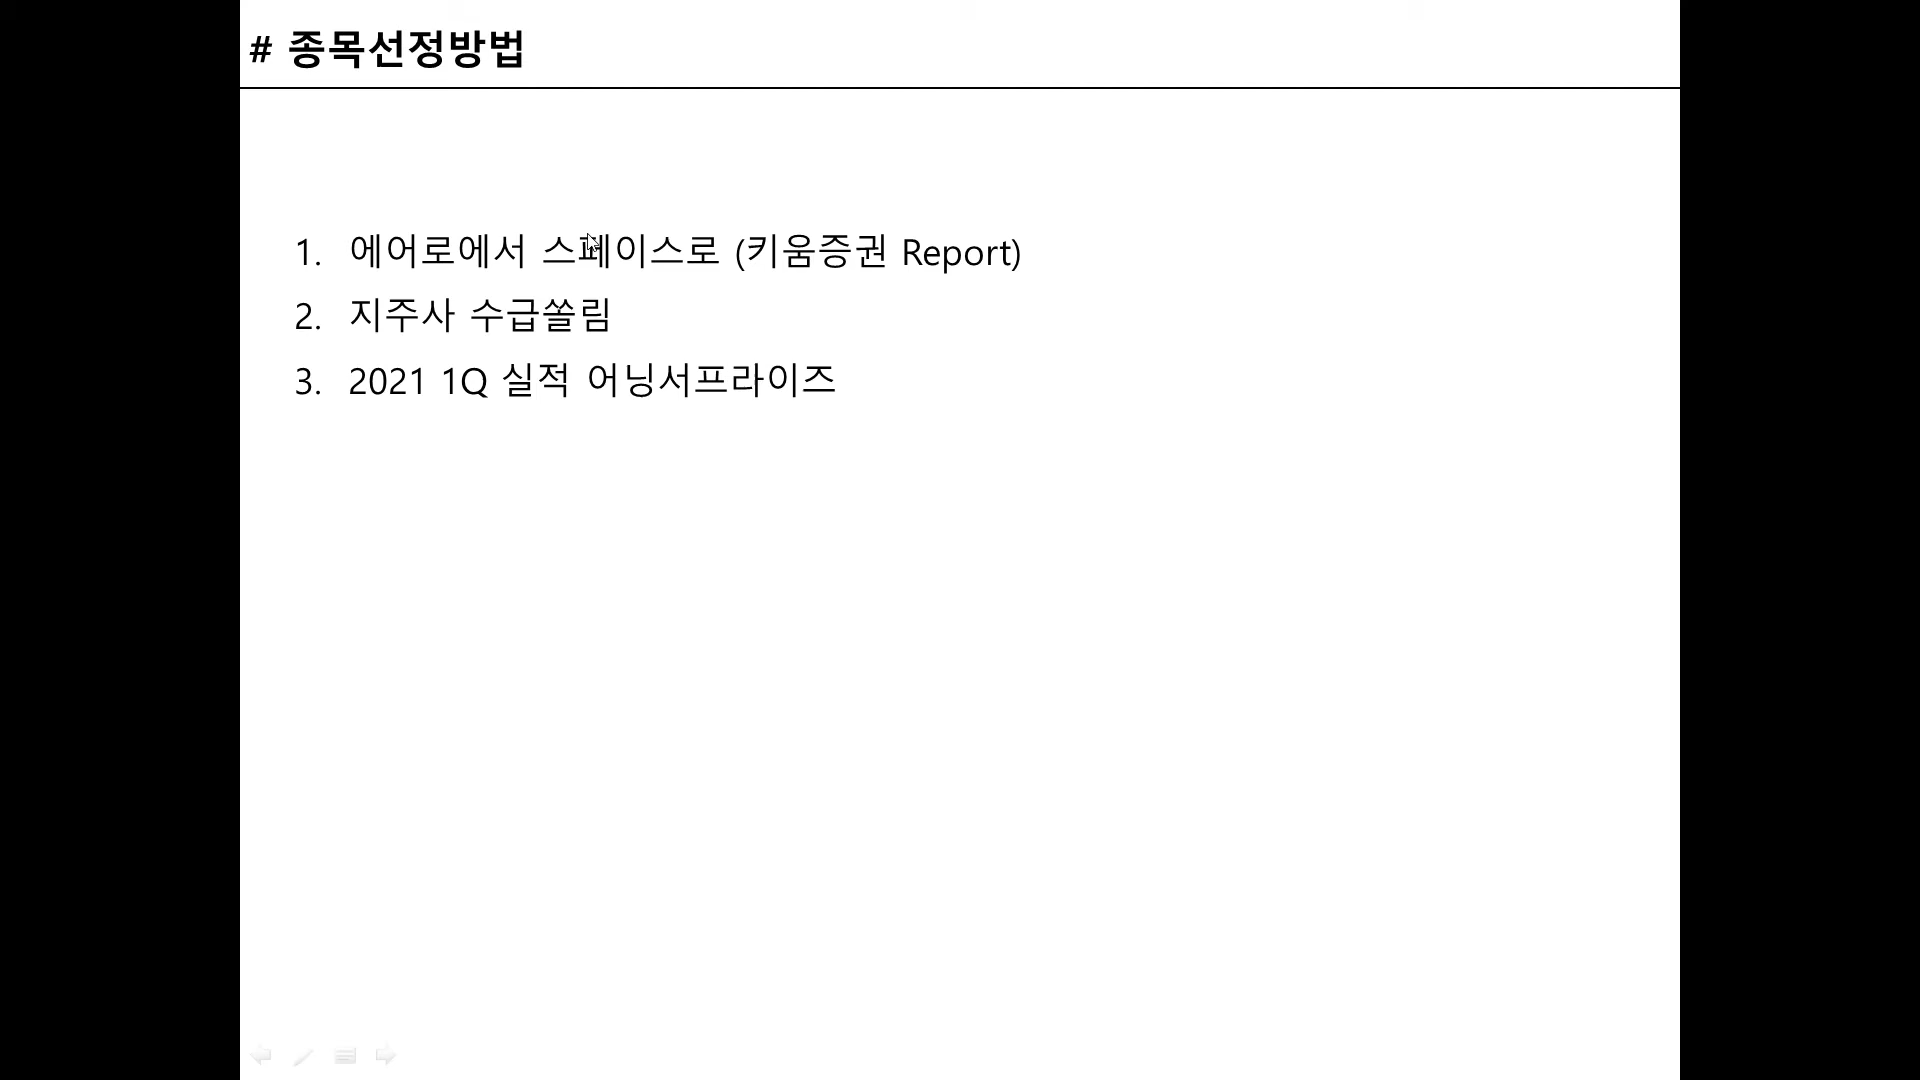 # 종목선정방법
1. 에어로에서 스페이스로 (키움증권 Report)
2. 지주사 수급쏠림
3. 2021 1Q 실적 어닝서프라이즈